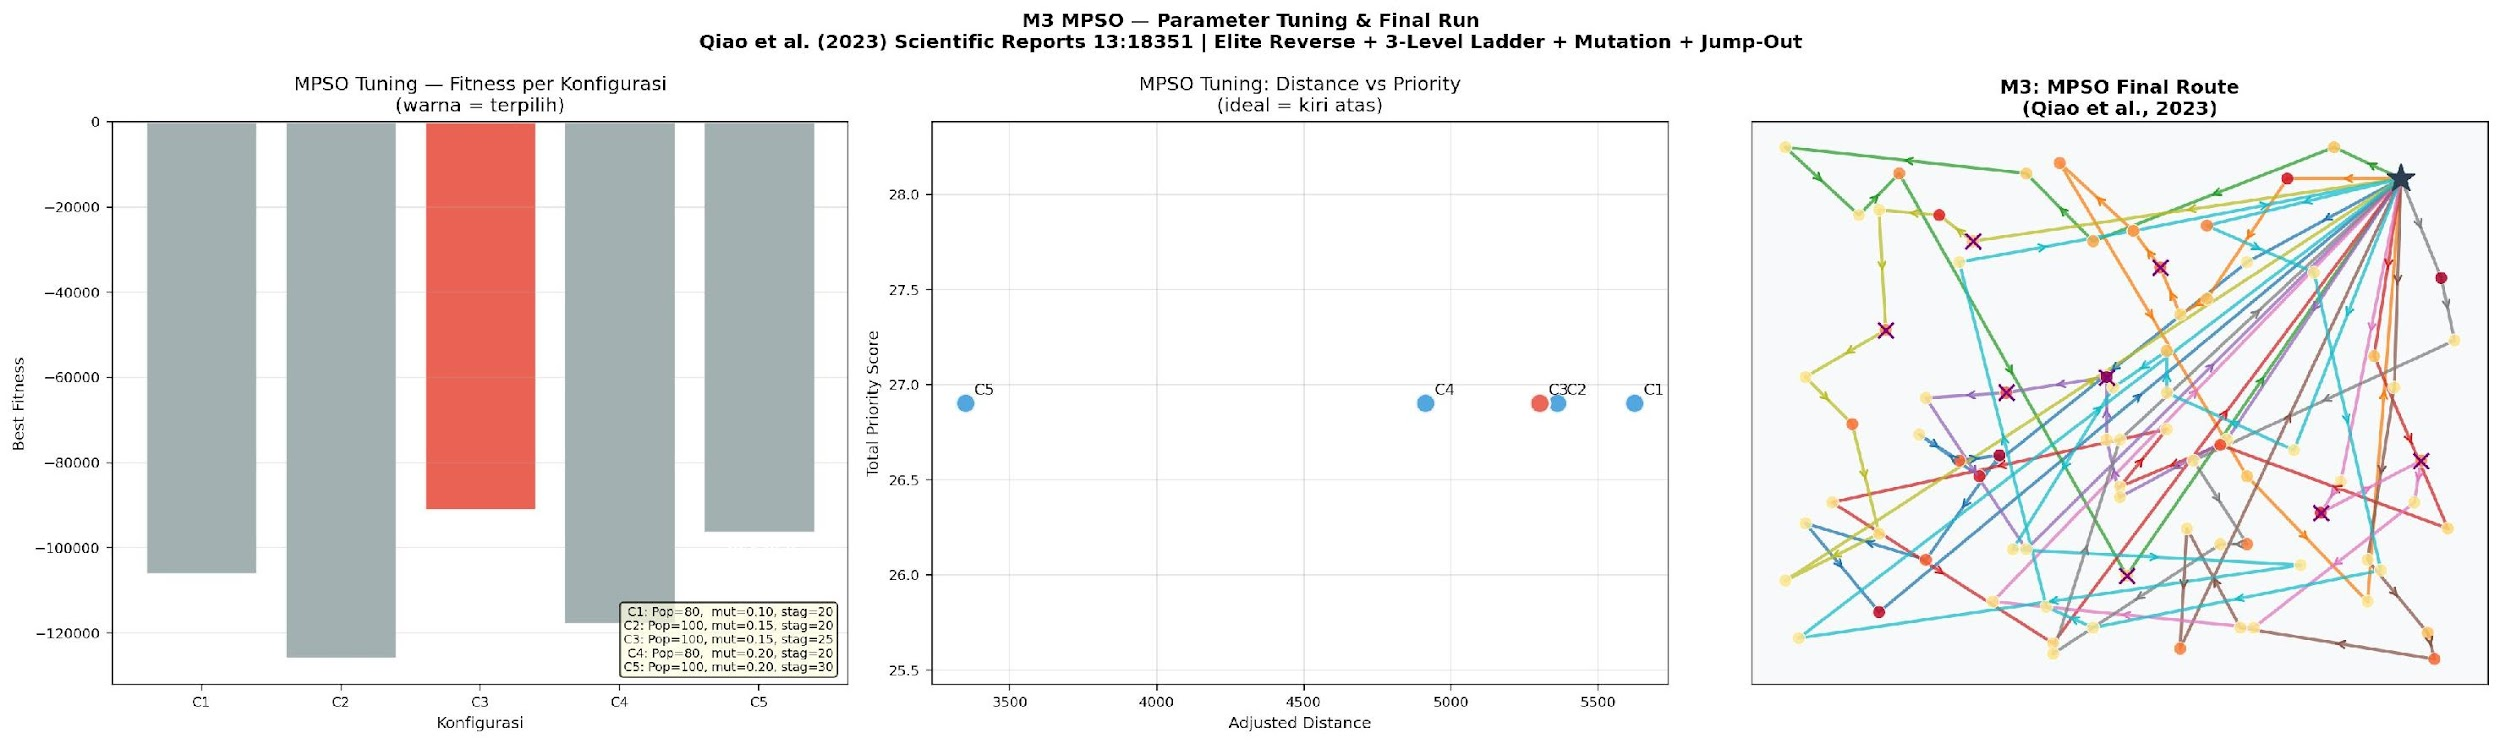 M3 MPSO — Parameter Tuning & Final Run
Qiao et al. (2023) Scientific Reports 13:18351 | Elite Reverse + 3-Level Ladder + Mutation + Jump-Out
MPSO Tuning — Fitness per Konfigurasi
(warna = terpilih)
0
−20000
−40000
−60000
−80000
−100000
−120000
Best Fitness
C1
C2
C3
C4
C5
Konfigurasi
C1: Pop=80, mut=0.10, stag=20
C2: Pop=100, mut=0.15, stag=20
C3: Pop=100, mut=0.15, stag=25
C4: Pop=80, mut=0.20, stag=20
C5: Pop=100, mut=0.20, stag=30
MPSO Tuning: Distance vs Priority
(ideal = kiri atas)
28.0
27.5
27.0
26.5
26.0
25.5
Total Priority Score
C5
C4
C3
C2
C1
3500
4000
4500
5000
5500
Adjusted Distance
M3: MPSO Final Route
(Qiao et al., 2023)